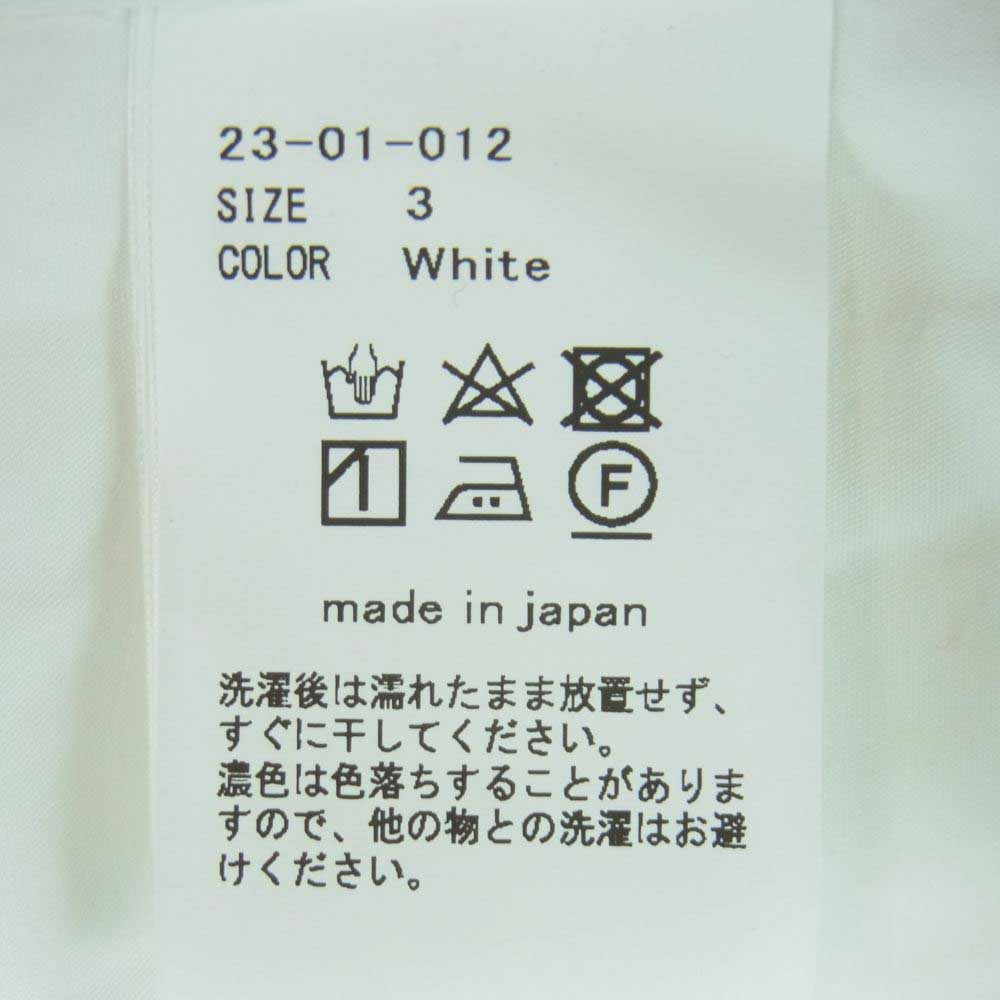 23-01-012
SIZE 3
COLOR White
F
made in japan
洗濯後は濡れたまま放置せず、
すぐに干してください。
濃色は色落ちすることがありま
すので、他の物との洗濯はお避
けください。